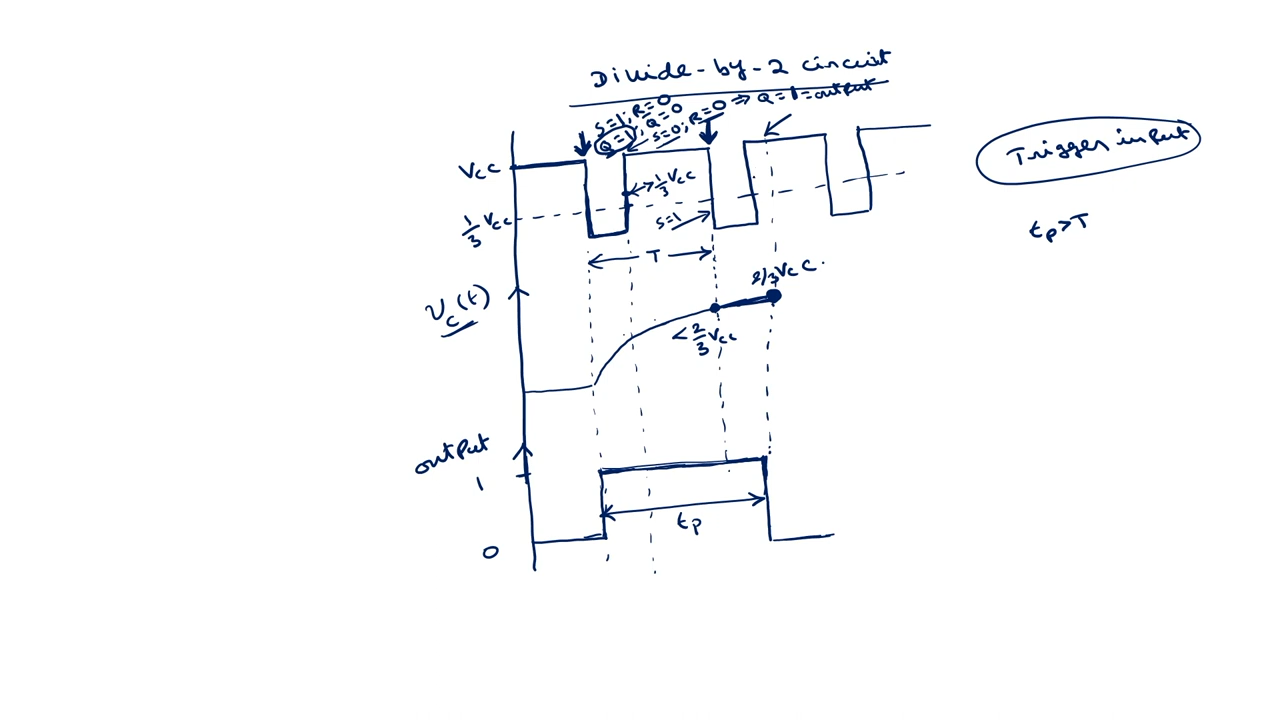 Divide-by-2 circuit
S=1; R=0
Q=1; Q=0
S=0; R=0 ⇒ Q=1=output
Vcc
1/3 Vcc
1/3 Vcc
S=1
Trigger input
tp>T
T
Vc(t)
2/3 Vcc.
<2/3 Vcc
output
1
tp
0